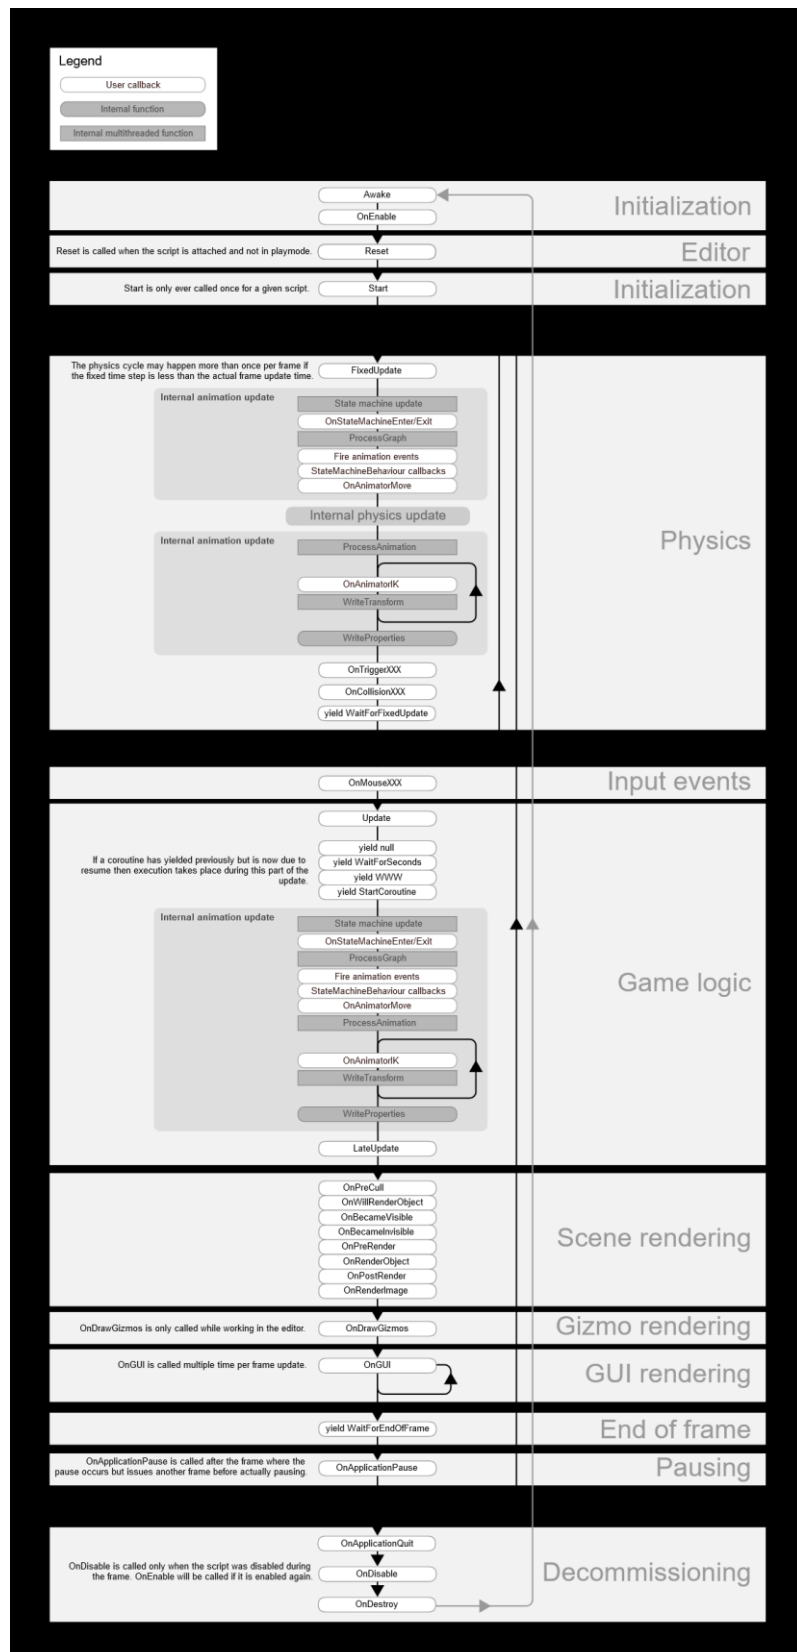 Legend
User callback
Internal function
Internal multithreaded function
Awake
OnEnable
Initialization
Reset is called when the script is attached and not in playmode.
Reset
Editor
Start is only ever called once for a given script.
Start
Initialization
The physics cycle may happen more than once per frame if
the fixed time step is less than the actual frame update time.
FixedUpdate
Internal animation update
State machine update
OnStateMachineEnter/Exit
ProcessGraph
Fire animation events
StateMachineBehaviour callbacks
OnAnimatorMove
Internal physics update
Physics
Internal animation update
ProcessAnimation
OnAnimatorIK
WriteTransform
WriteProperties
OnTriggerXXX
OnCollisionXXX
yield WaitForFixedUpdate
OnMouseXXX
Input events
Update
If a coroutine has yielded previously but is now due to
resume then execution takes place during this part of the
update.
yield null
yield WaitForSeconds
yield WWW
yield StartCoroutine
Internal animation update
State machine update
OnStateMachineEnter/Exit
ProcessGraph
Fire animation events
StateMachineBehaviour callbacks
OnAnimatorMove
ProcessAnimation
Game logic
OnAnimatorIK
WriteTransform
WriteProperties
LateUpdate
OnPreCull
OnWillRenderObject
OnBecameVisible
OnBecameInvisible
OnPreRender
OnRenderObject
OnPostRender
OnRenderImage
Scene rendering
OnDrawGizmos is only called while working in the editor.
OnDrawGizmos
Gizmo rendering
OnGUI is called multiple time per frame update.
OnGUI
GUI rendering
yield WaitForEndOfFrame
End of frame
OnApplicationPause is called after the frame where the
pause occurs but issues another frame before actually pausing.
OnApplicationPause
Pausing
OnApplicationQuit
OnDisable is called only when the script was disabled during
the frame. OnEnable will be called if it is enabled again.
OnDisable
Decommissioning
OnDestroy